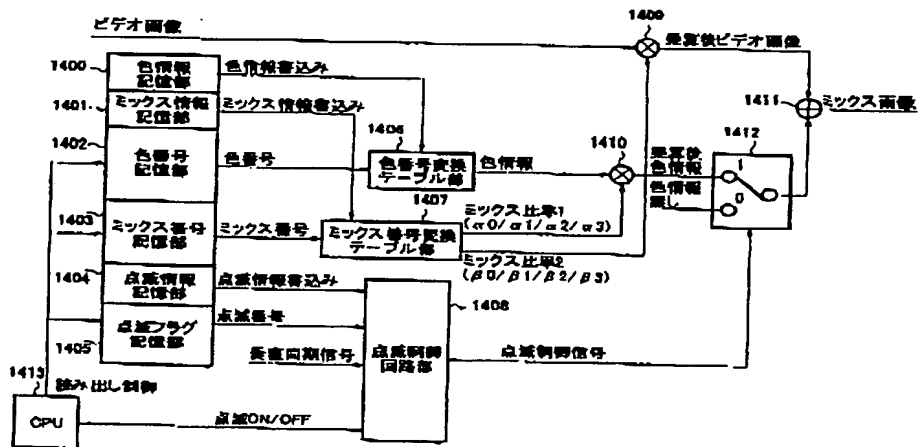 ビデオ画像
1409
乗算後ビデオ画像
1400
色情報
記憶部
色情報書込み
1401
ミックス情報
記憶部
ミックス情報書込み
1411
ミックス画像
1402
色番号
記憶部
色番号
1406
色番号変換
テーブル部
色情報
1410
乗算後
色情報
1412
1
色情報
無し
0
1403
ミックス番号
記憶部
ミックス番号
1407
ミックス番号変換
テーブル部
ミックス比率1
(α0/α1/α2/α3)
ミックス比率2
(β0/β1/β2/β3)
1404
点滅情報
記憶部
点滅情報書込み
1408
点滅フラグ
記憶部
点滅番号
1405
垂直同期信号
点滅制御
回路部
点滅制御信号
1413
読み出し制御
CPU
点滅ON/OFF